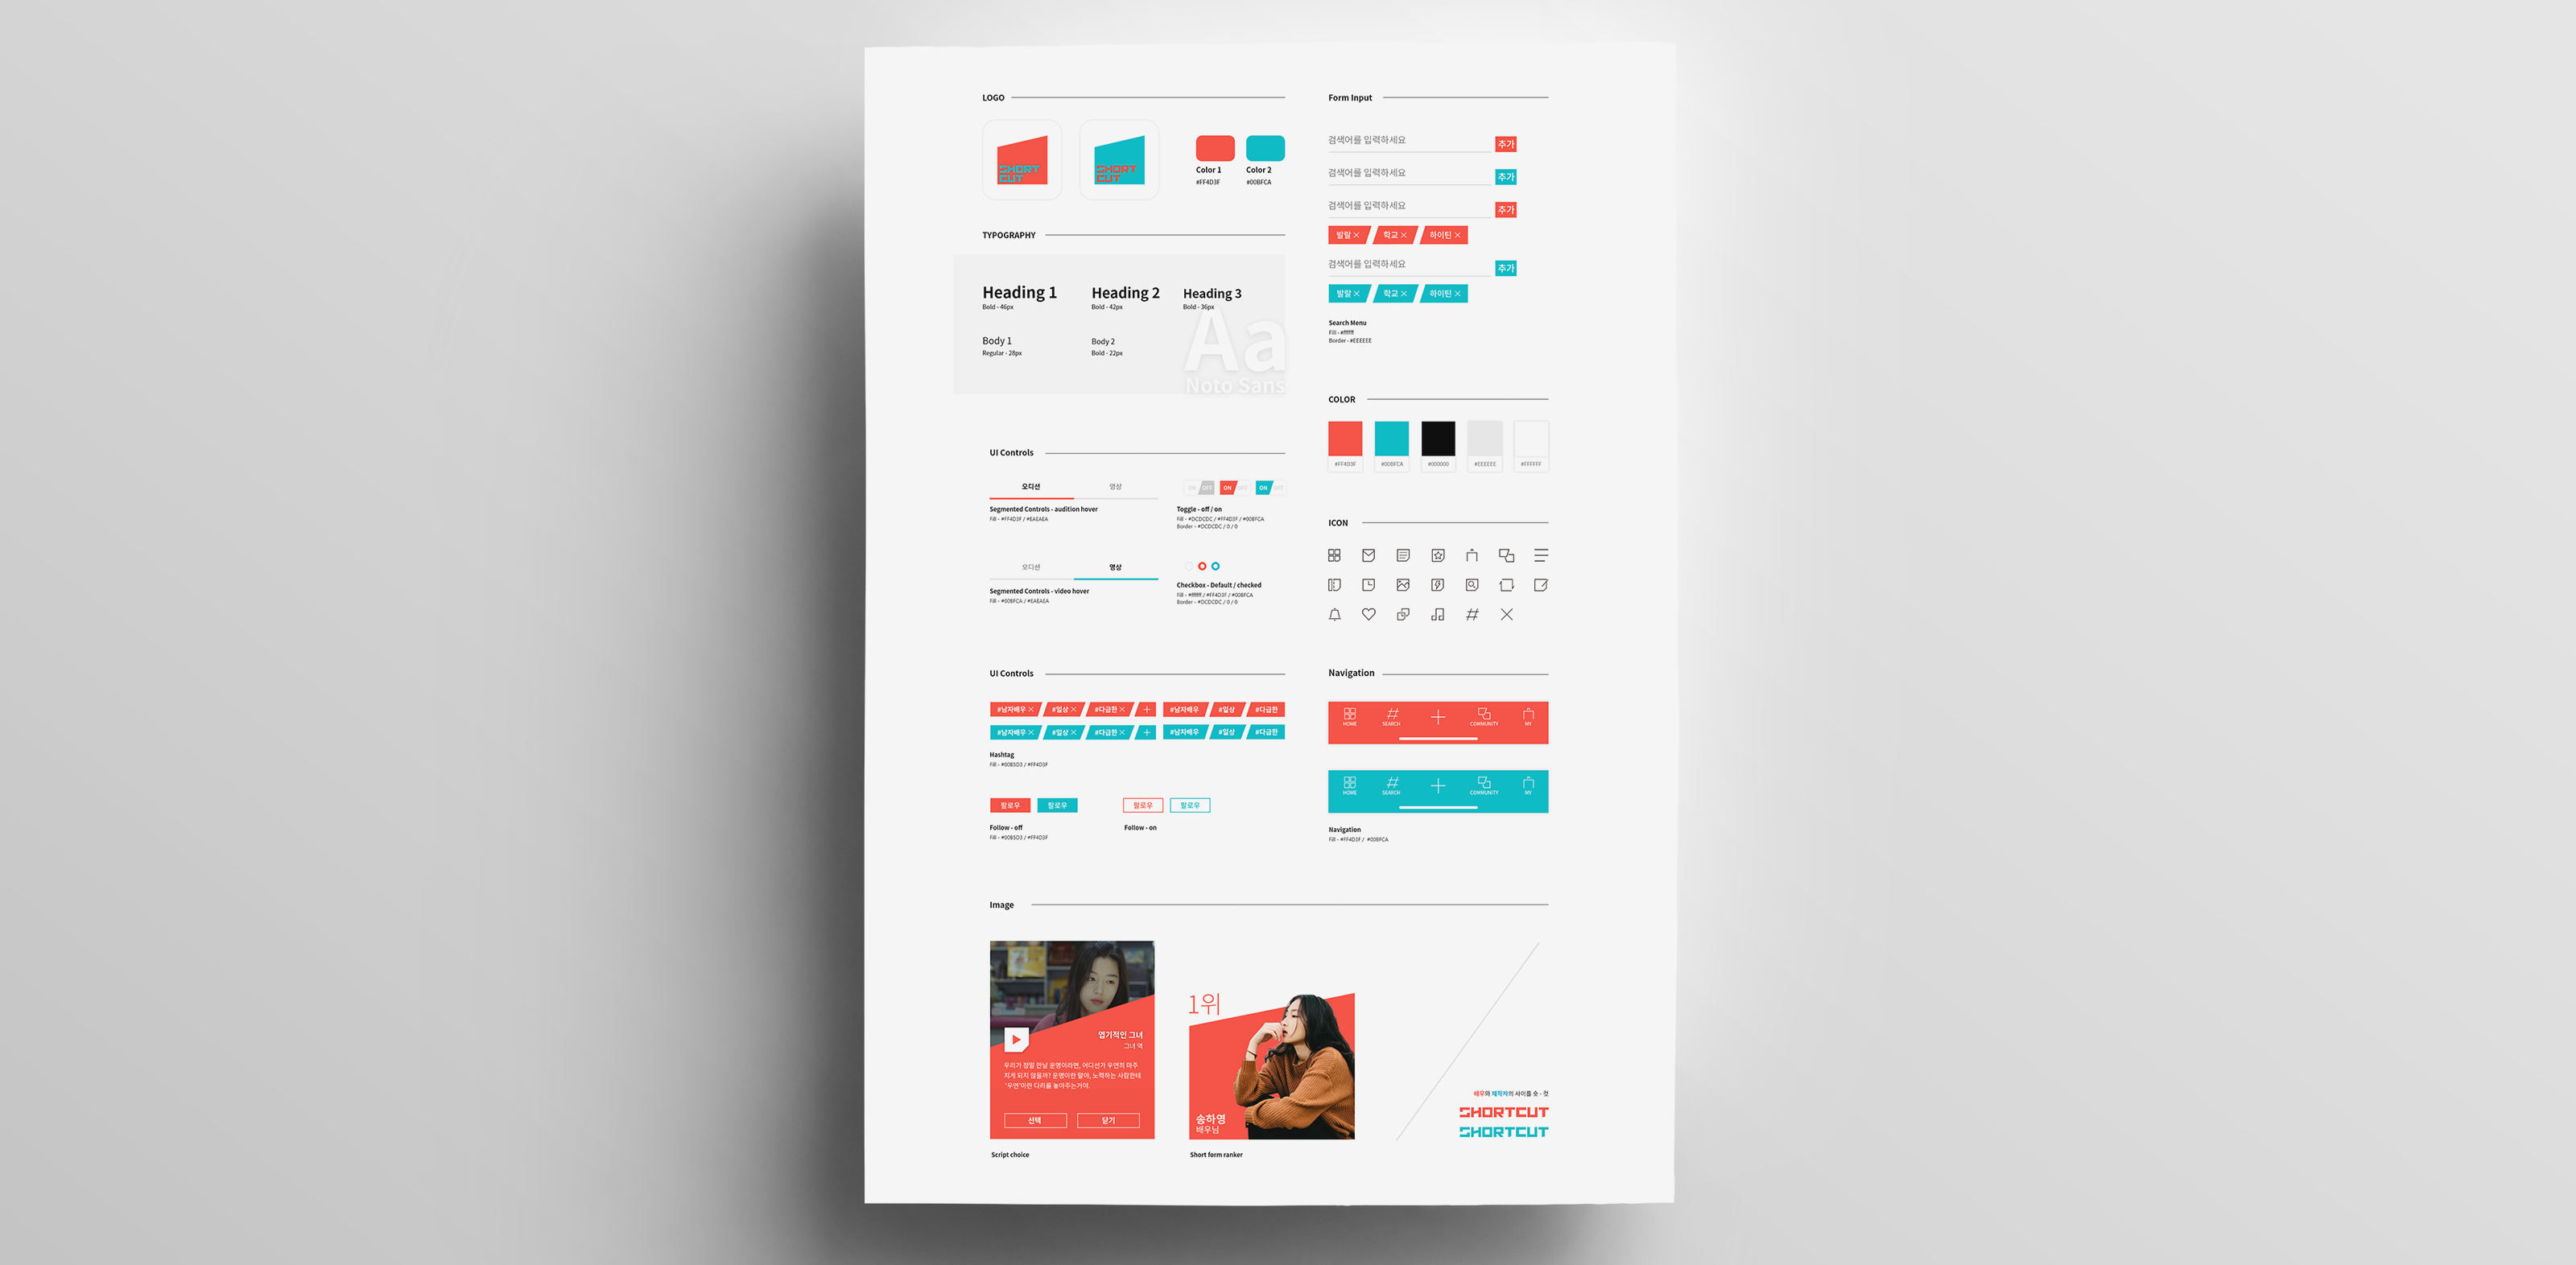 LOGO
SHORT
CUT
SHORT
CUT
Color 1
#FF4D3F
Color 2
#00BFCA
TYPOGRAPHY
Heading 1
Bold - 46px
Heading 2
Bold - 42px
Heading 3
Bold - 36px
Body 1
Regular - 28px
Body 2
Bold - 22px
Aa
Noto Sans
UI Controls
오디션 영상
Segmented Controls - audition hover
Fill - #FF4D3F / #EAEAEA
ON OFF ON OFF ON OFF
Toggle - off / on
Fill - #DCDCDC / #FF4D3F / #00BFCA
Border - #DCDCDC / 0 / 0
오디션 영상
Segmented Controls - video hover
Fill - #00BFCA / #EAEAEA
Checkbox - Default / checked
Fill - #ffffff / #FF4D3F / #00BFCA
Border - #DCDCDC / 0 / 0
UI Controls
#남자배우 × #일상 × #다급한 × + #남자배우 #일상 #다급한
#남자배우 × #일상 × #다급한 × + #남자배우 #일상 #다급한
Hashtag
Fill - #00B5D3 / #FF4D3F
팔로우 팔로우
Follow - off
Fill - #00B5D3 / #FF4D3F
팔로우 팔로우
Follow - on
Form Input
검색어를 입력하세요 추가
검색어를 입력하세요 추가
검색어를 입력하세요 추가
발랄 × 학교 × 하이틴 ×
검색어를 입력하세요 추가
발랄 × 학교 × 하이틴 ×
Search Menu
Fill - #ffffff
Border - #EEEEEE
COLOR
#FF4D3F #00BFCA #000000 #EEEEEE #FFFFFF
ICON
Navigation
HOME SEARCH COMMUNITY MY
HOME SEARCH COMMUNITY MY
Navigation
Fill - #FF4D3F / #00BFCA
Image
엽기적인 그녀
그녀 역
우리가 정말 만날 운명이라면, 어디선가 우연히 마주
치게 되지 않을까? 운명이란 말야, 노력하는 사람한테
'우연'이란 다리를 놓아주는거야.
선택 닫기
Script choice
1위
송하영
배우님
Short form ranker
배우와 제작자의 사이를 숏 - 컷
SHORTCUT
SHORTCUT